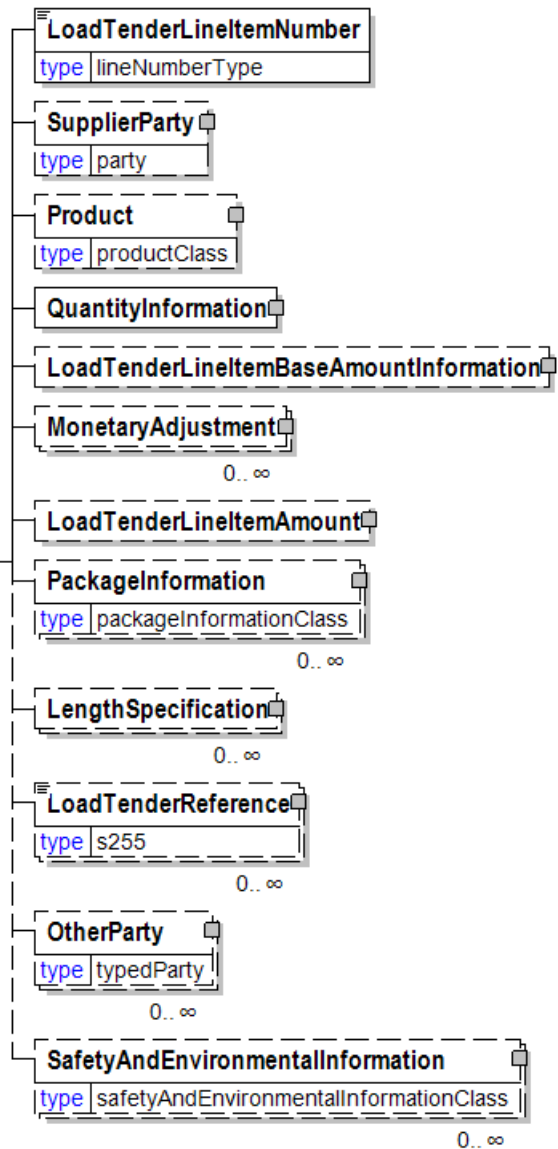 LoadTenderLineItemNumber
type lineNumberType
SupplierParty
type party
Product
type productClass
QuantityInformation
LoadTenderLineItemBaseAmountInformation
MonetaryAdjustment
0.. ∞
LoadTenderLineItemAmount
PackageInformation
type packageInformationClass
0.. ∞
LengthSpecification
0.. ∞
LoadTenderReference
type s255
0.. ∞
OtherParty
type typedParty
0.. ∞
SafetyAndEnvironmentalInformation
type safetyAndEnvironmentalInformationClass
0.. ∞